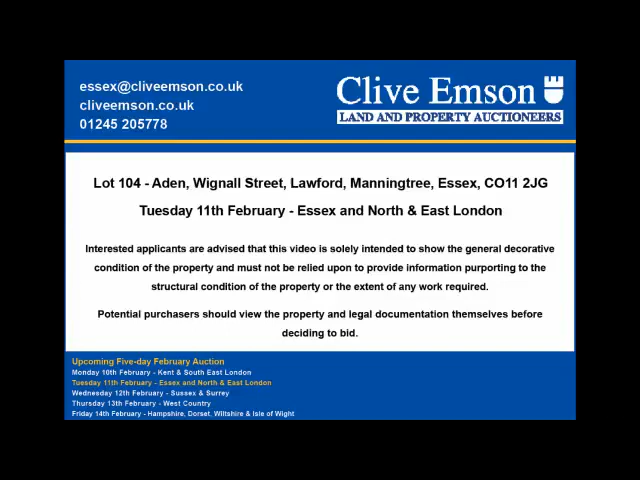 essex@cliveemson.co.uk
cliveemson.co.uk
01245 205778
Clive Emson
LAND AND PROPERTY AUCTIONEERS
Lot 104 - Aden, Wignall Street, Lawford, Manningtree, Essex, CO11 2JG
Tuesday 11th February - Essex and North & East London
Interested applicants are advised that this video is solely intended to show the general decorative
condition of the property and must not be relied upon to provide information purporting to the
structural condition of the property or the extent of any work required.
Potential purchasers should view the property and legal documentation themselves before
deciding to bid.
Upcoming Five-day February Auction
Monday 10th February - Kent & South East London
Tuesday 11th February - Essex and North & East London
Wednesday 12th February - Sussex & Surrey
Thursday 13th February - West Country
Friday 14th February - Hampshire, Dorset, Wiltshire & Isle of Wight